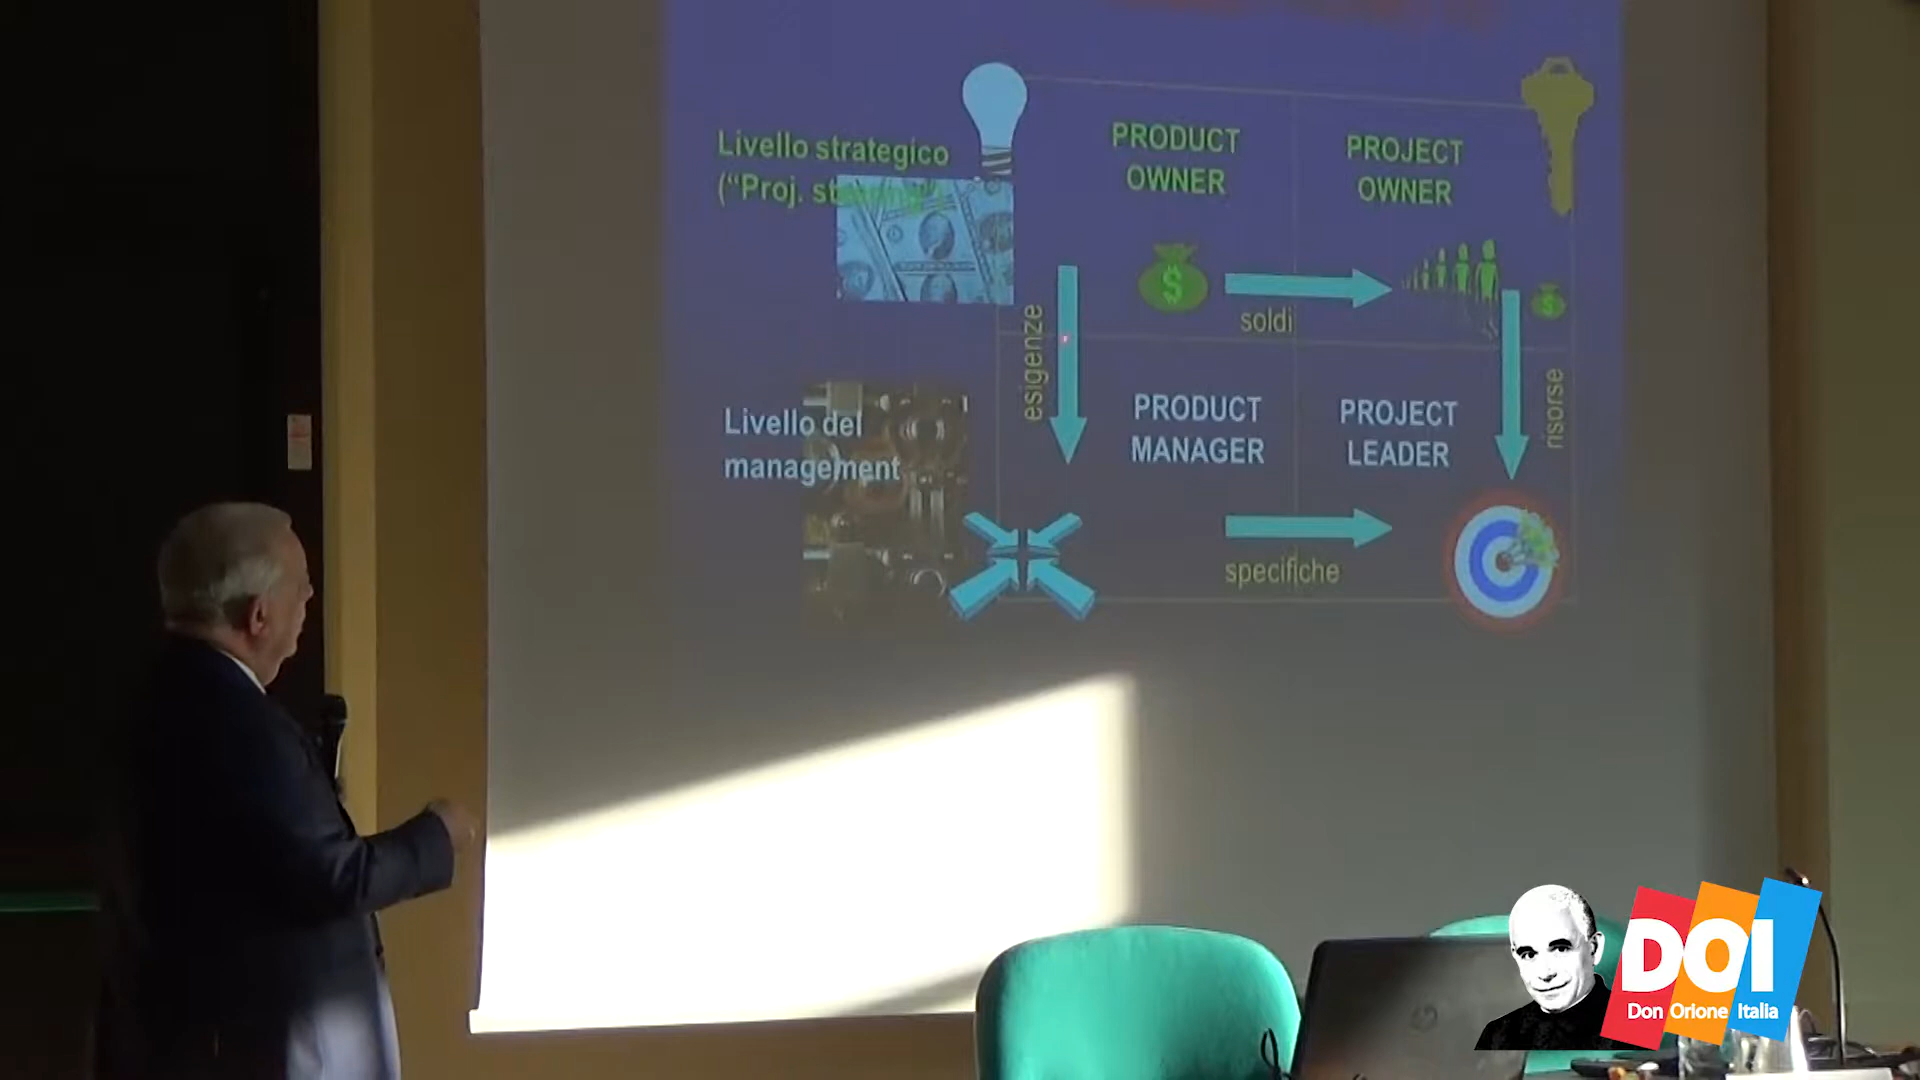 Livello strategico
(“Proj. steering”)
PRODUCT
OWNER
PROJECT
OWNER
$
$
soldi
esigenze
risorse
Livello del
management
PRODUCT
MANAGER
PROJECT
LEADER
specifiche
DOI
Don Orione Italia